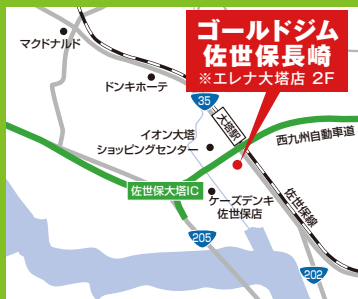 ゴールドジム
佐世保長崎
※エレナ大塔店 2F
マクドナルド
ドンキホーテ
35
大塔駅
イオン大塔
ショッピングセンター
西九州自動車道
佐世保大塔IC
ケーズデンキ
佐世保店
佐世保線
205
202